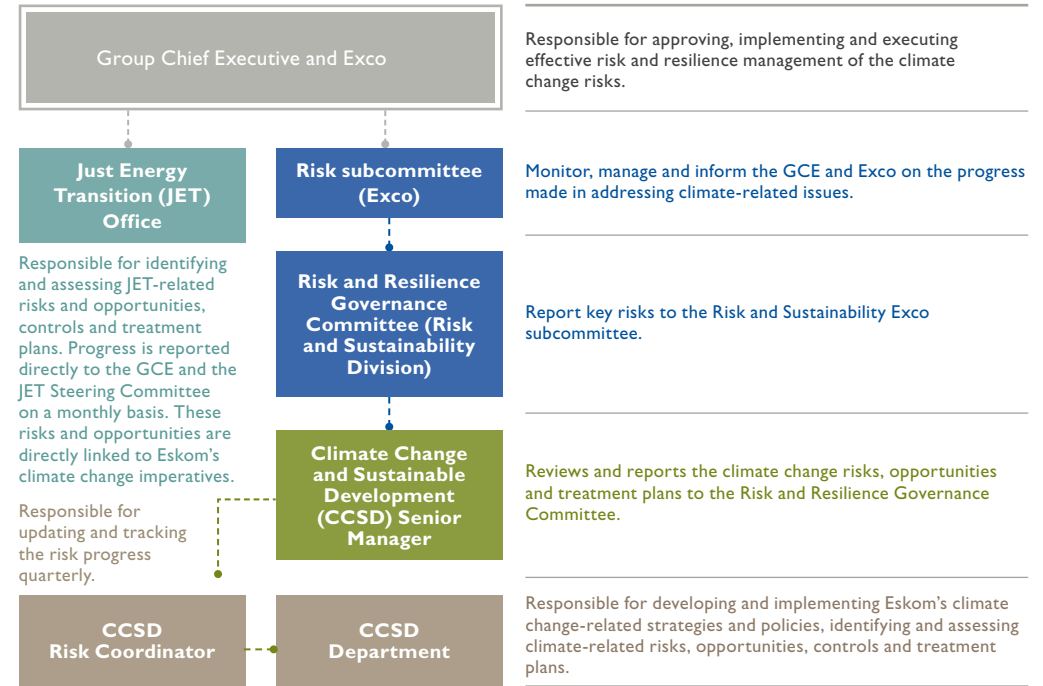 Group Chief Executive and Exco
Responsible for approving, implementing and executing
effective risk and resilience management of the climate
change risks.
Just Energy
Transition (JET)
Office
Risk subcommittee
(Exco)
Monitor, manage and inform the GCE and Exco on the progress
made in addressing climate-related issues.
Responsible for identifying
and assessing JET-related
risks and opportunities,
controls and treatment
plans. Progress is reported
directly to the GCE and the
JET Steering Committee
on a monthly basis. These
risks and opportunities are
directly linked to Eskom's
climate change imperatives.
Risk and Resilience
Governance
Committee (Risk
and Sustainability
Division)
Report key risks to the Risk and Sustainability Exco
subcommittee.
Climate Change
and Sustainable
Development
(CCSD) Senior
Manager
Reviews and reports the climate change risks, opportunities
and treatment plans to the Risk and Resilience Governance
Committee.
Responsible for
updating and tracking
the risk progress
quarterly.
CCSD
Risk Coordinator
CCSD
Department
Responsible for developing and implementing Eskom's climate
change-related strategies and policies, identifying and assessing
climate-related risks, opportunities, controls and treatment
plans.